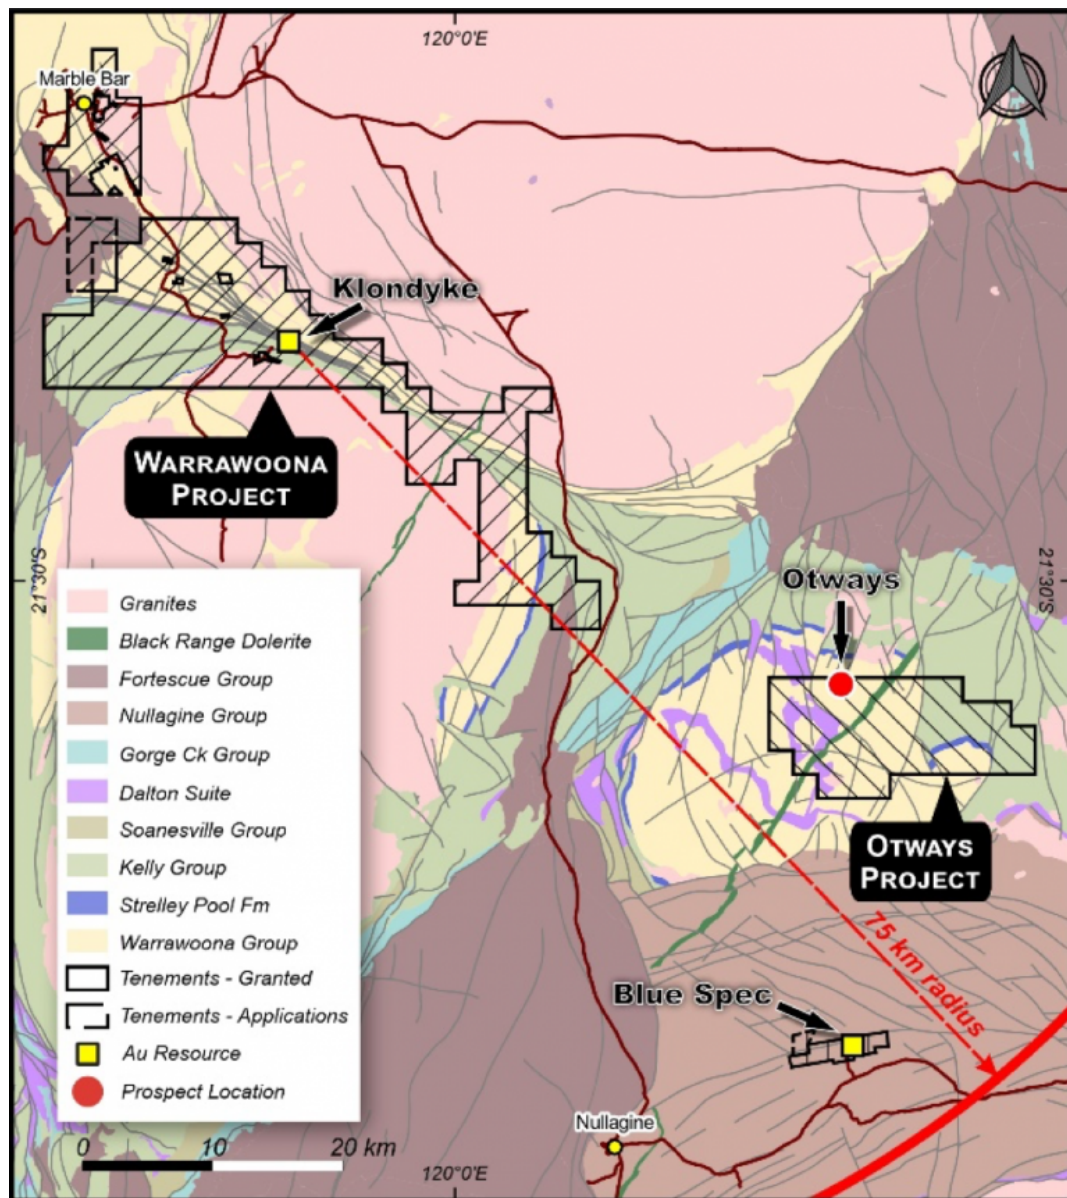 120°0'E
Marble Bar
Klondyke
WARRAWOONA
PROJECT
21°30'S
21°30'S
Otways
Granites
Black Range Dolerite
Fortescue Group
Nullagine Group
Gorge Ck Group
Dalton Suite
Soanesville Group
Kelly Group
Strelley Pool Fm
Warrawoona Group
Tenements - Granted
Tenements - Applications
Au Resource
Prospect Location
OTWAYS
PROJECT
75 km radius
Blue Spec
Nullagine
0 10 20 km
120°0'E